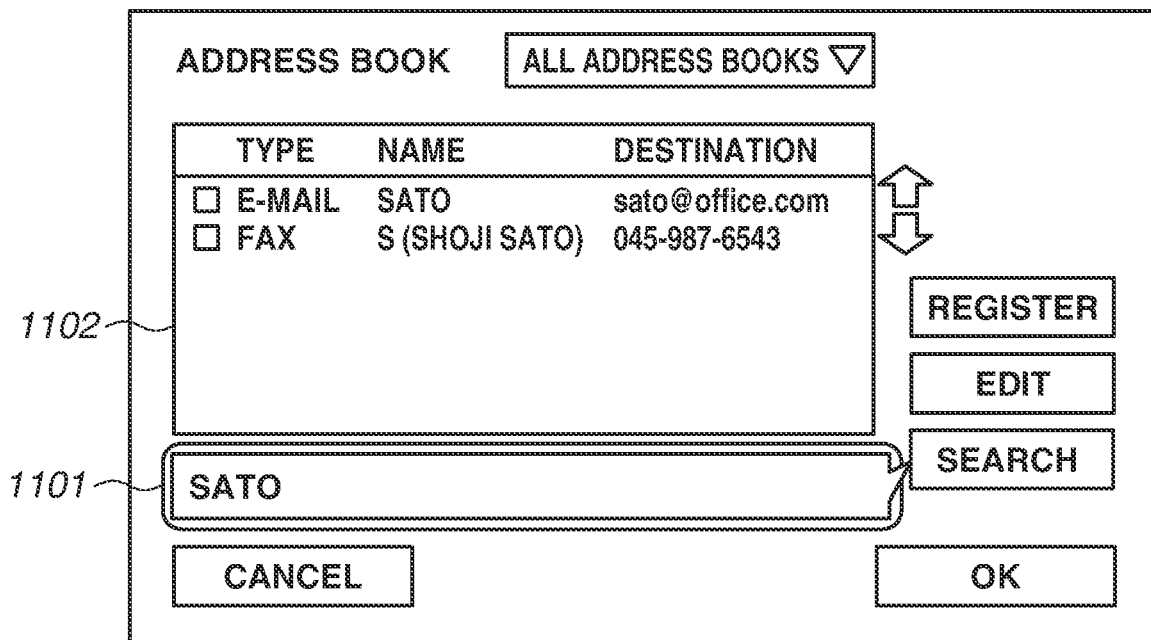 ADDRESS BOOK ALL ADDRESS BOOKS
TYPE NAME DESTINATION
E-MAIL SATO sato@office.com
FAX S (SHOJI SATO) 045-987-6543
REGISTER
1102
EDIT
SEARCH
1101 SATO
CANCEL OK